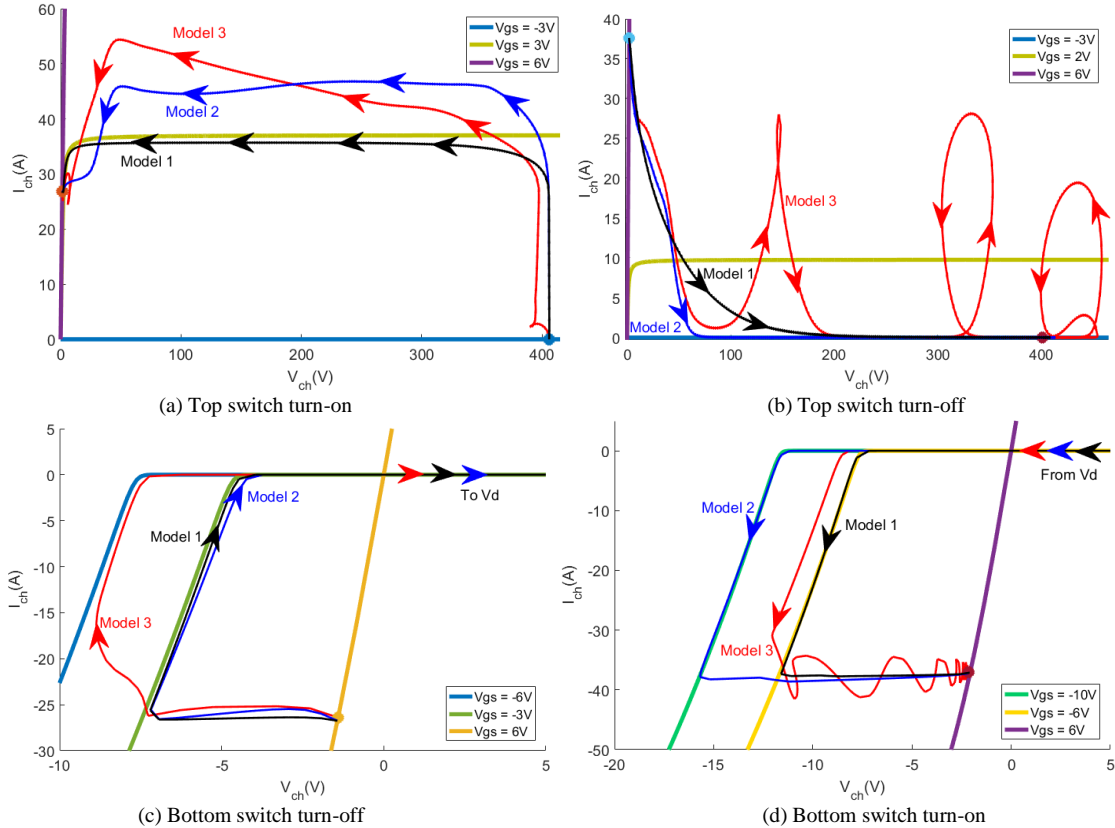 60
50
40
30
20
10
0
I_ch(A)
0
100
200
300
400
V_ch(V)
Model 3
Model 2
Model 1
Vgs = -3V
Vgs = 3V
Vgs = 6V
(a) Top switch turn-on
40
35
30
25
20
15
10
5
0
I_ch(A)
0
100
200
300
400
V_ch(V)
Model 3
Model 1
Model 2
Vgs = -3V
Vgs = 2V
Vgs = 6V
(b) Top switch turn-off
5
0
-5
-10
-15
-20
-25
-30
I_ch(A)
-10
-5
0
5
V_ch(V)
To Vd
Model 2
Model 1
Model 3
Vgs = -6V
Vgs = -3V
Vgs = 6V
(c) Bottom switch turn-off
0
-10
-20
-30
-40
-50
I_ch(A)
-20
-15
-10
-5
0
5
V_ch(V)
From Vd
Model 2
Model 1
Model 3
Vgs = -10V
Vgs = -6V
Vgs = 6V
(d) Bottom switch turn-on